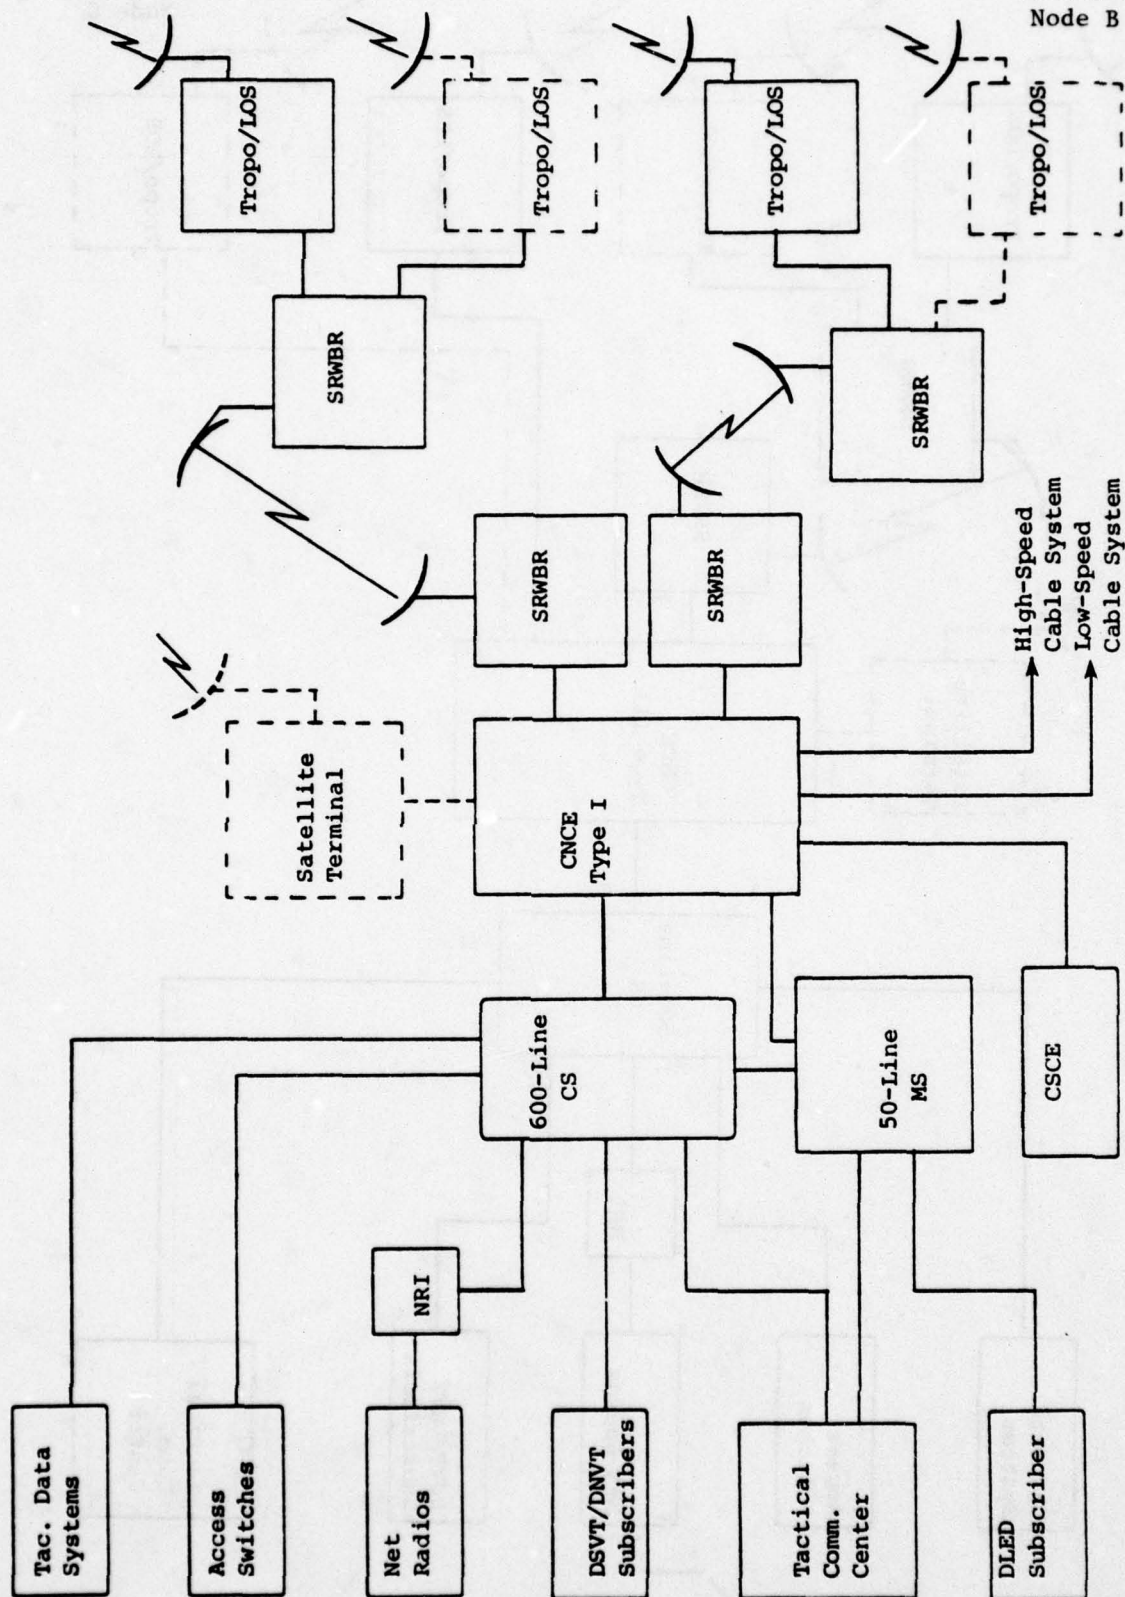 Node B
Tac. Data
Systems
Access
Switches
Net
Radios
NRI
DSVT/DNVT
Subscribers
Tactical
Comm.
Center
DLED
Subscriber
600-Line
CS
50-Line
MS
CSCE
Satellite
Terminal
CNCE
Type I
SRWBR
SRWBR
High-Speed
Cable System
Low-Speed
Cable System
SRWBR
SRWBR
Tropo/LOS
Tropo/LOS
Tropo/LOS
Tropo/LOS